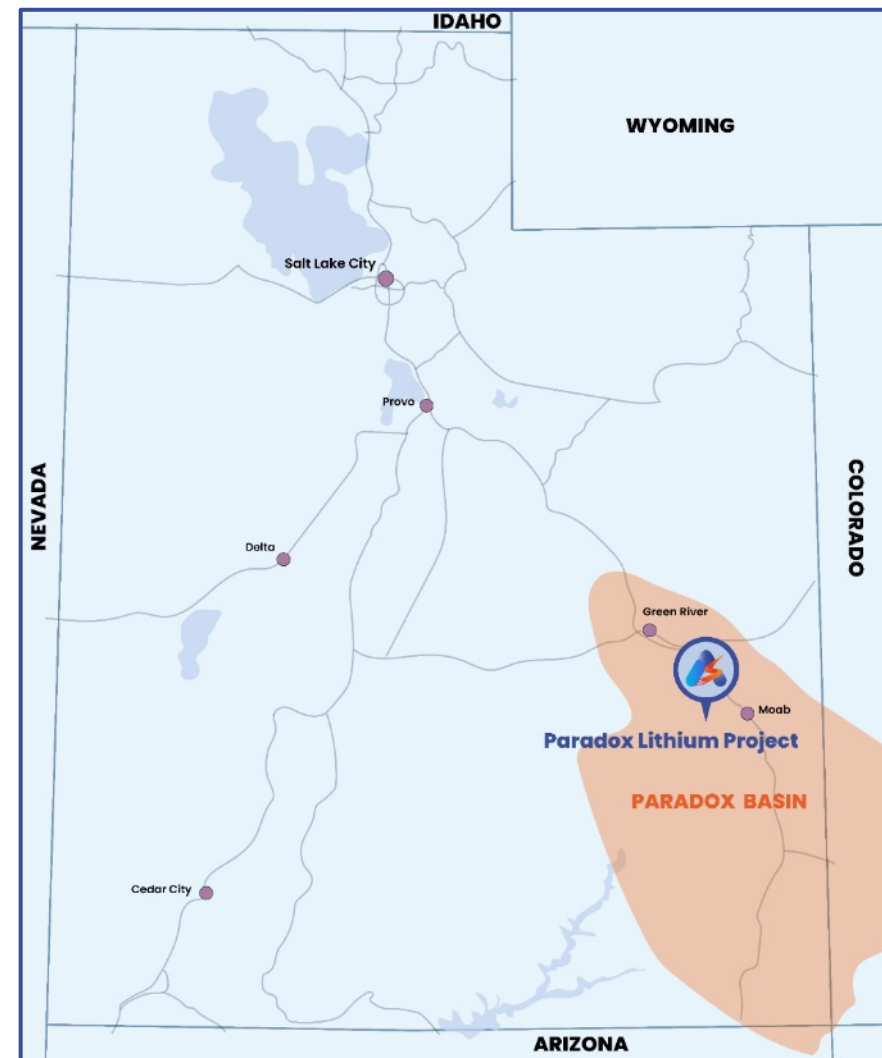 IDAHO
WYOMING
Salt Lake City
Provo
NEVADA
COLORADO
Delta
Green River
Moab
Paradox Lithium Project
PARADOX BASIN
Cedar City
ARIZONA